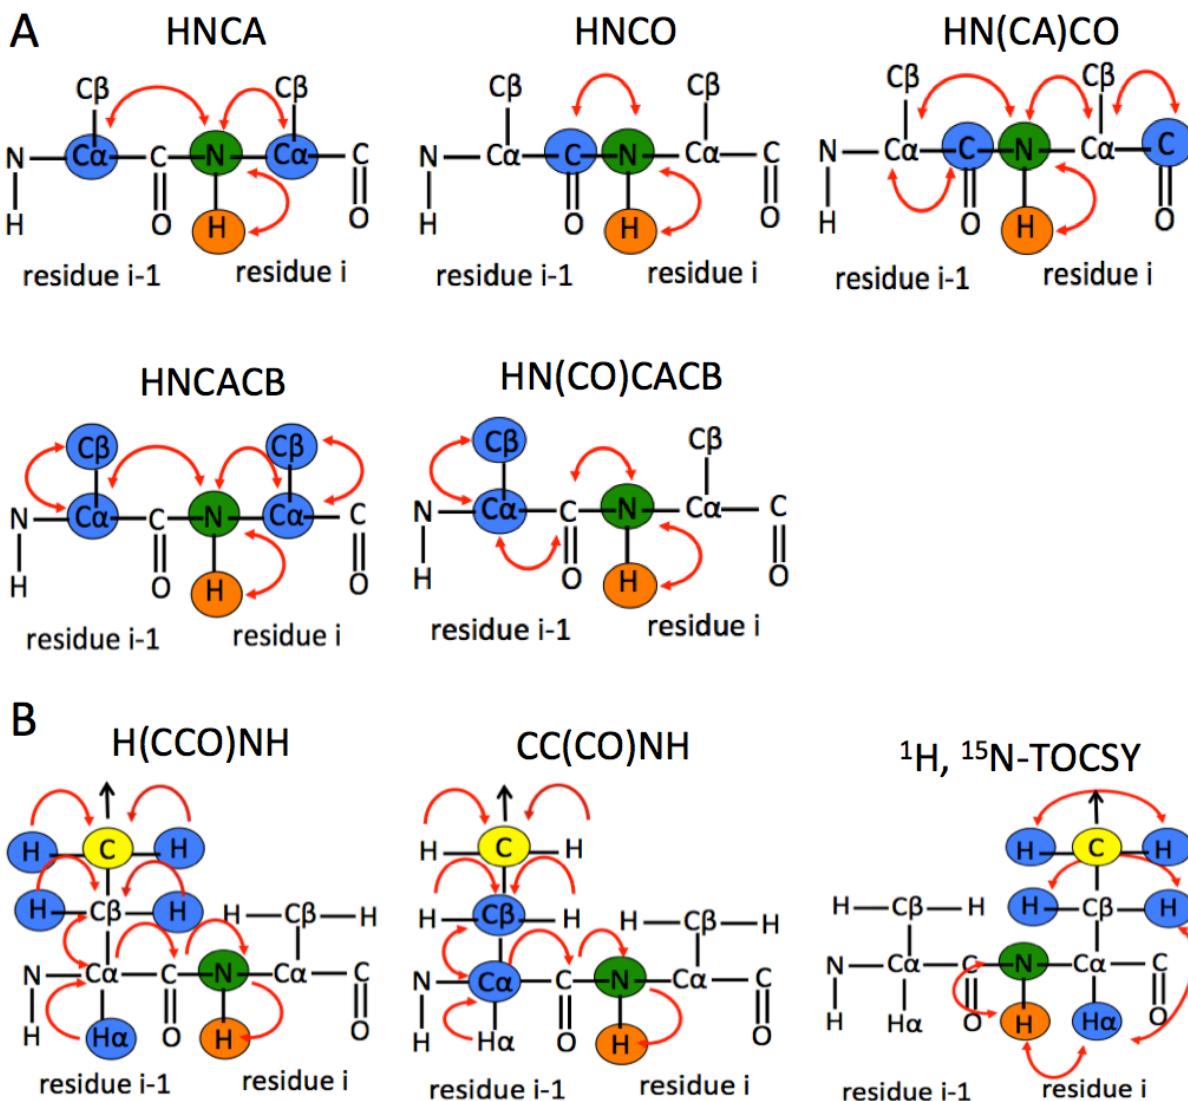 A
HNCA HNCO HN(CA)CO
Cβ Cβ Cβ Cβ Cβ Cβ
N Cα C N Cα C N Cα C N Cα C N Cα C N Cα C
H O H O H O H O H O H O
residue i-1 residue i residue i-1 residue i residue i-1 residue i
HNCACB HN(CO)CACB
Cβ Cβ Cβ Cβ
N Cα C N Cα C N Cα C N Cα C
H O H O H O H O
residue i-1 residue i residue i-1 residue i
B
H(CCO)NH CC(CO)NH ¹H, ¹⁵N-TOCSY
H C H H C H H C H
H Cβ H H Cβ H H Cβ H H Cβ H H Cβ H H Cβ H
N Cα C N Cα C N Cα C N Cα C N Cα C N Cα C
H Hα O H O H Hα O H O H Hα O H Hα O
residue i-1 residue i residue i-1 residue i residue i-1 residue i